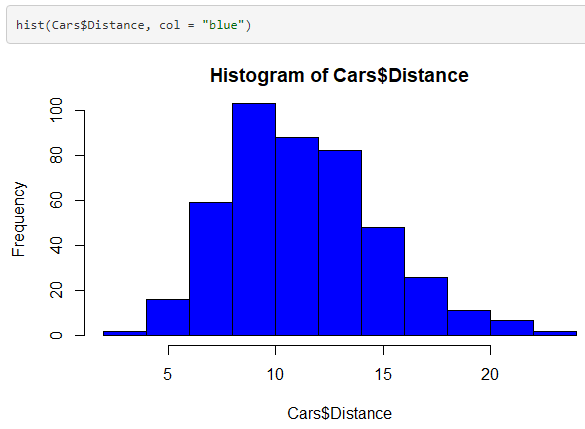 hist(Cars$Distance, col = "blue")
Histogram of Cars$Distance
Frequency
100
80
60
40
20
0
5 10 15 20
Cars$Distance